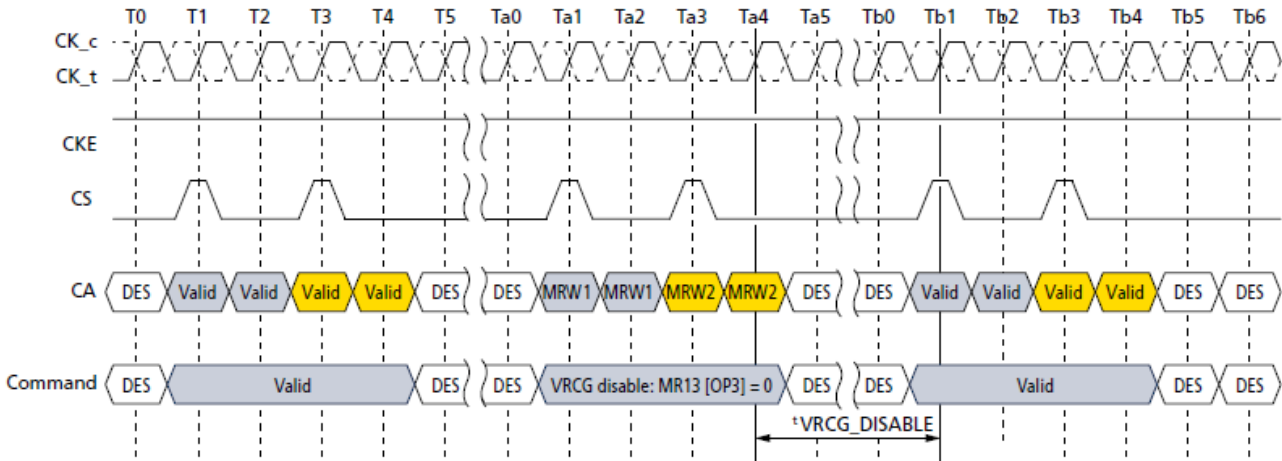 T0 T1 T2 T3 T4 T5 Ta0 Ta1 Ta2 Ta3 Ta4 Ta5 Tb0 Tb1 Tb2 Tb3 Tb4 Tb5 Tb6
CK_c
CK_t
CKE
CS
CA DES Valid Valid Valid Valid DES DES MRW1 MRW1 MRW2 MRW2 DES DES Valid Valid Valid Valid DES DES
Command DES Valid DES DES VRCG disable: MR13 [OP3] = 0 DES DES Valid DES DES
tVRCG_DISABLE